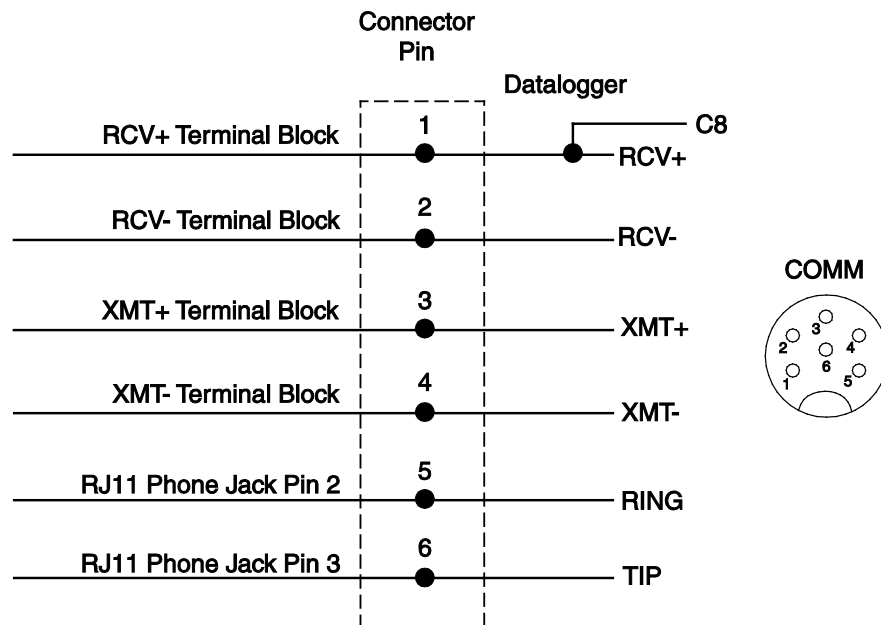 Connector
Pin
Datalogger
RCV+ Terminal Block
1
C8
RCV+
RCV- Terminal Block
2
RCV-
XMT+ Terminal Block
3
XMT+
XMT- Terminal Block
4
XMT-
RJ11 Phone Jack Pin 2
5
RING
RJ11 Phone Jack Pin 3
6
TIP
COMM
3
2
4
6
1
5